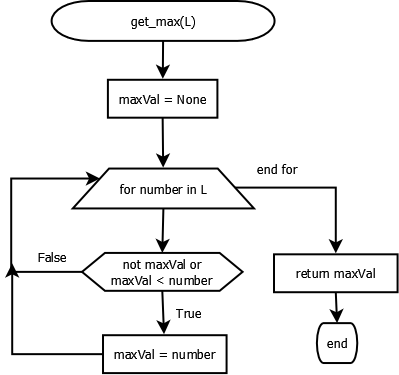 get_max(L)
maxVal = None
for number in L
end for
False
not maxVal or
maxVal < number
return maxVal
True
maxVal = number
end